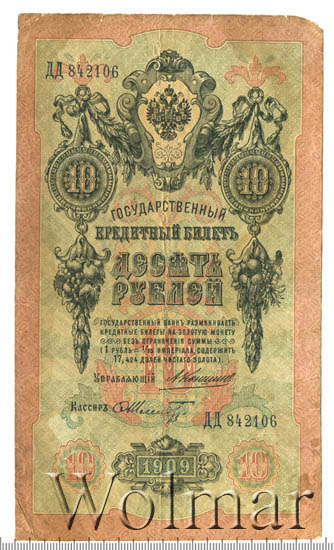 ДД 842106
10
10
ГОСУДАРСТВЕННЫЙ
КРЕДИТНЫЙ БИЛЕТЪ
ДЕСЯТЬ
РУБЛЕЙ
ГОСУДАРСТВЕННЫЙ БАНКЪ РАЗМѢНИВАЕТЪ
КРЕДИТНЫЕ БИЛЕТЫ НА ЗОЛОТУЮ МОНЕТУ
БЕЗЪ ОГРАНИЧЕНІЯ СУММЫ
(1 РУБЛЬ = 1/15 ИМПЕРІАЛА, СОДЕРЖИТЪ
17,424 ДОЛЕЙ ЧИСТАГО ЗОЛОТА).
УПРАВЛЯЮЩІЙ
КАССИРЪ
ДД 842106
10
1909
10
Wolmar